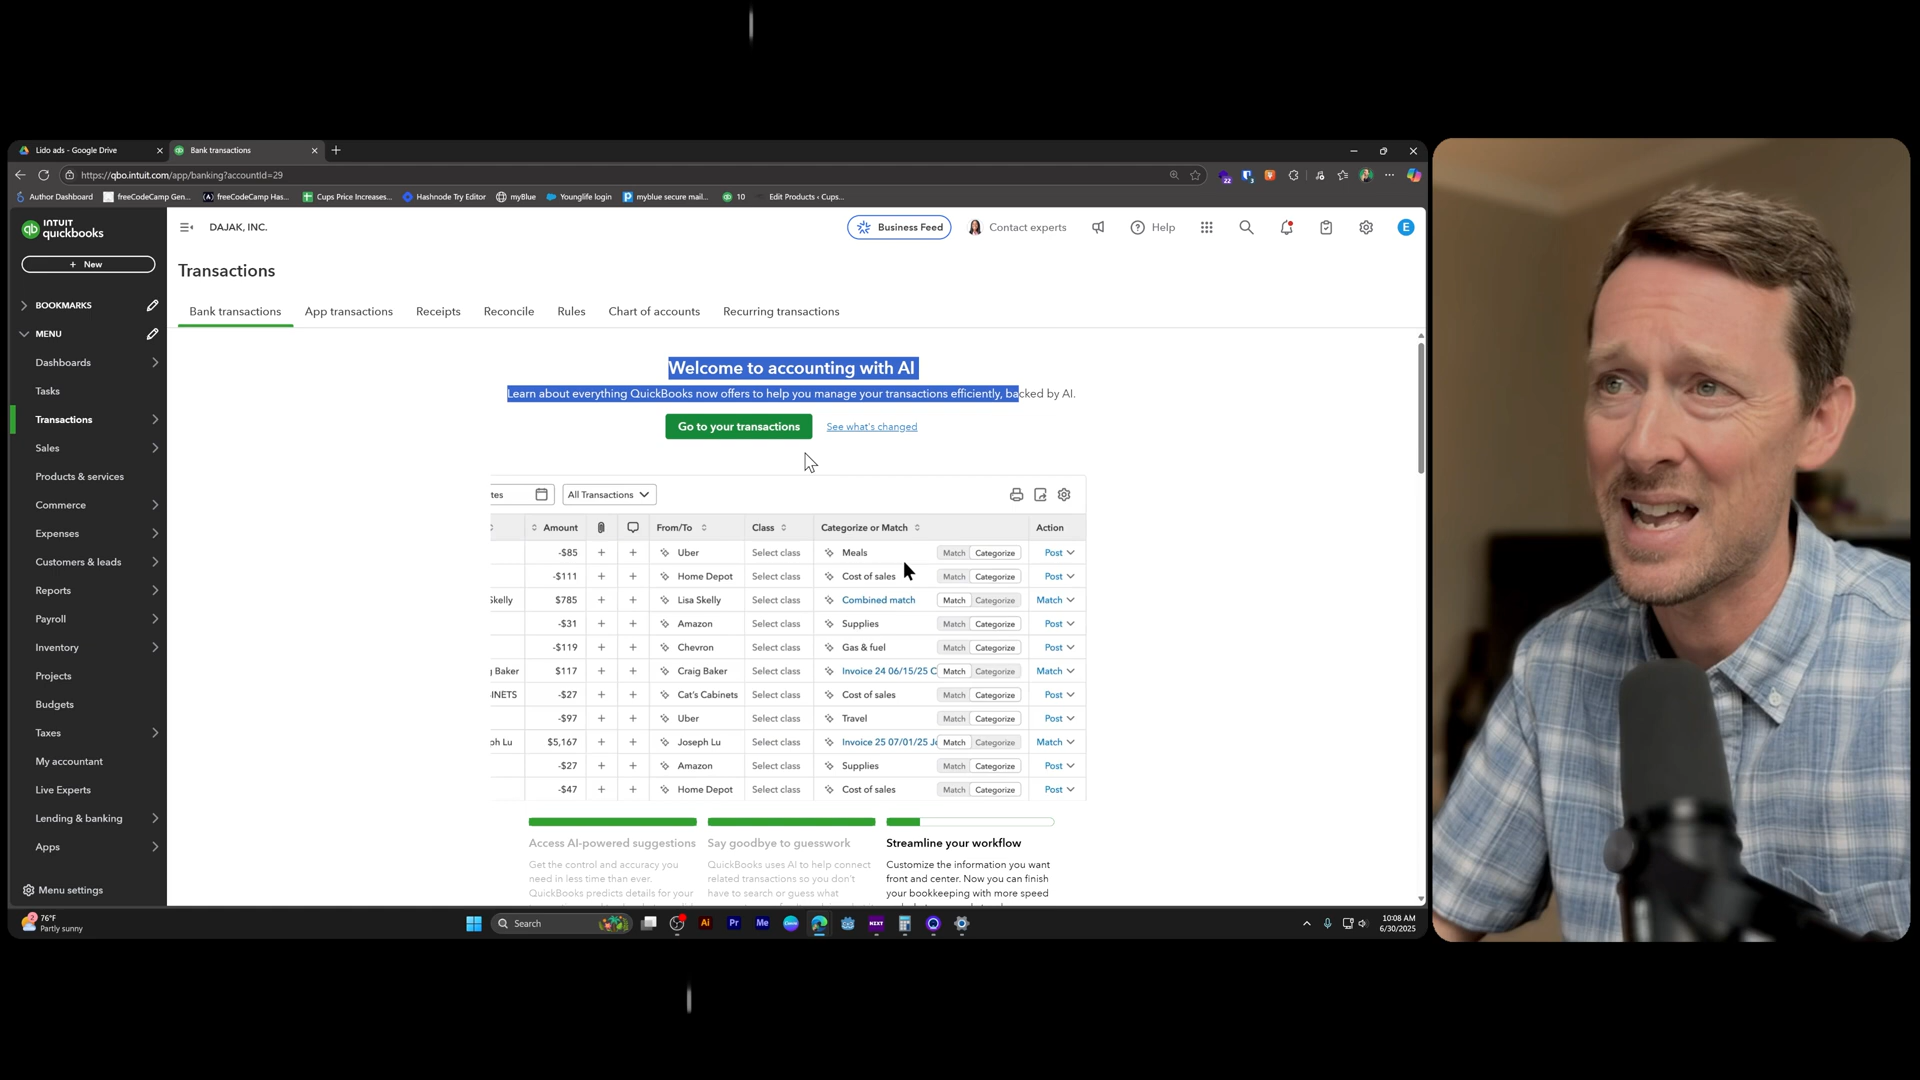 Lido ads - Google Drive
Bank transactions
https://qbo.intuit.com/app/banking?accountId=29
22
3
Author Dashboard
freeCodeCamp Gen...
freeCodeCamp Has...
Cups Price Increases...
Hashnode Try Editor
myBlue
Younglife login
myblue secure mail...
10
Edit Products ‹ Cups...
INTUIT
quickbooks
DAJAK, INC.
Business Feed
Contact experts
Help
E
+ New
BOOKMARKS
MENU
Dashboards
Tasks
Transactions
Sales
Products & services
Commerce
Expenses
Customers & leads
Reports
Payroll
Inventory
Projects
Budgets
Taxes
My accountant
Live Experts
Lending & banking
Apps
Menu settings
Transactions
Bank transactions
App transactions
Receipts
Reconcile
Rules
Chart of accounts
Recurring transactions
Welcome to accounting with AI
Learn about everything QuickBooks now offers to help you manage your transactions efficiently, backed by AI.
Go to your transactions
See what's changed
tes
All Transactions
Amount From/To Class Categorize or Match Action
-$85 + + Uber Select class Meals Match Categorize Post
-$111 + + Home Depot Select class Cost of sales Match Categorize Post
Skelly $785 + + Lisa Skelly Select class Combined match Match Categorize Match
-$31 + + Amazon Select class Supplies Match Categorize Post
-$119 + + Chevron Select class Gas & fuel Match Categorize Post
g Baker $117 + + Craig Baker Select class Invoice 24 06/15/25 C Match Categorize Match
INETS -$27 + + Cat's Cabinets Select class Cost of sales Match Categorize Post
-$97 + + Uber Select class Travel Match Categorize Post
ph Lu $5,167 + + Joseph Lu Select class Invoice 25 07/01/25 Jo Match Categorize Match
-$27 + + Amazon Select class Supplies Match Categorize Post
-$47 + + Home Depot Select class Cost of sales Match Categorize Post
Access AI-powered suggestions
Get the control and accuracy you
need in less time than ever.
QuickBooks predicts details for your
Say goodbye to guesswork
QuickBooks uses AI to help connect
related transactions so you don't
have to search or guess what
Streamline your workflow
Customize the information you want
front and center. Now you can finish
your bookkeeping with more speed
2
76°F
Partly sunny
Search
Ai
Pr
Me
NEXT
10:08 AM
6/30/2025